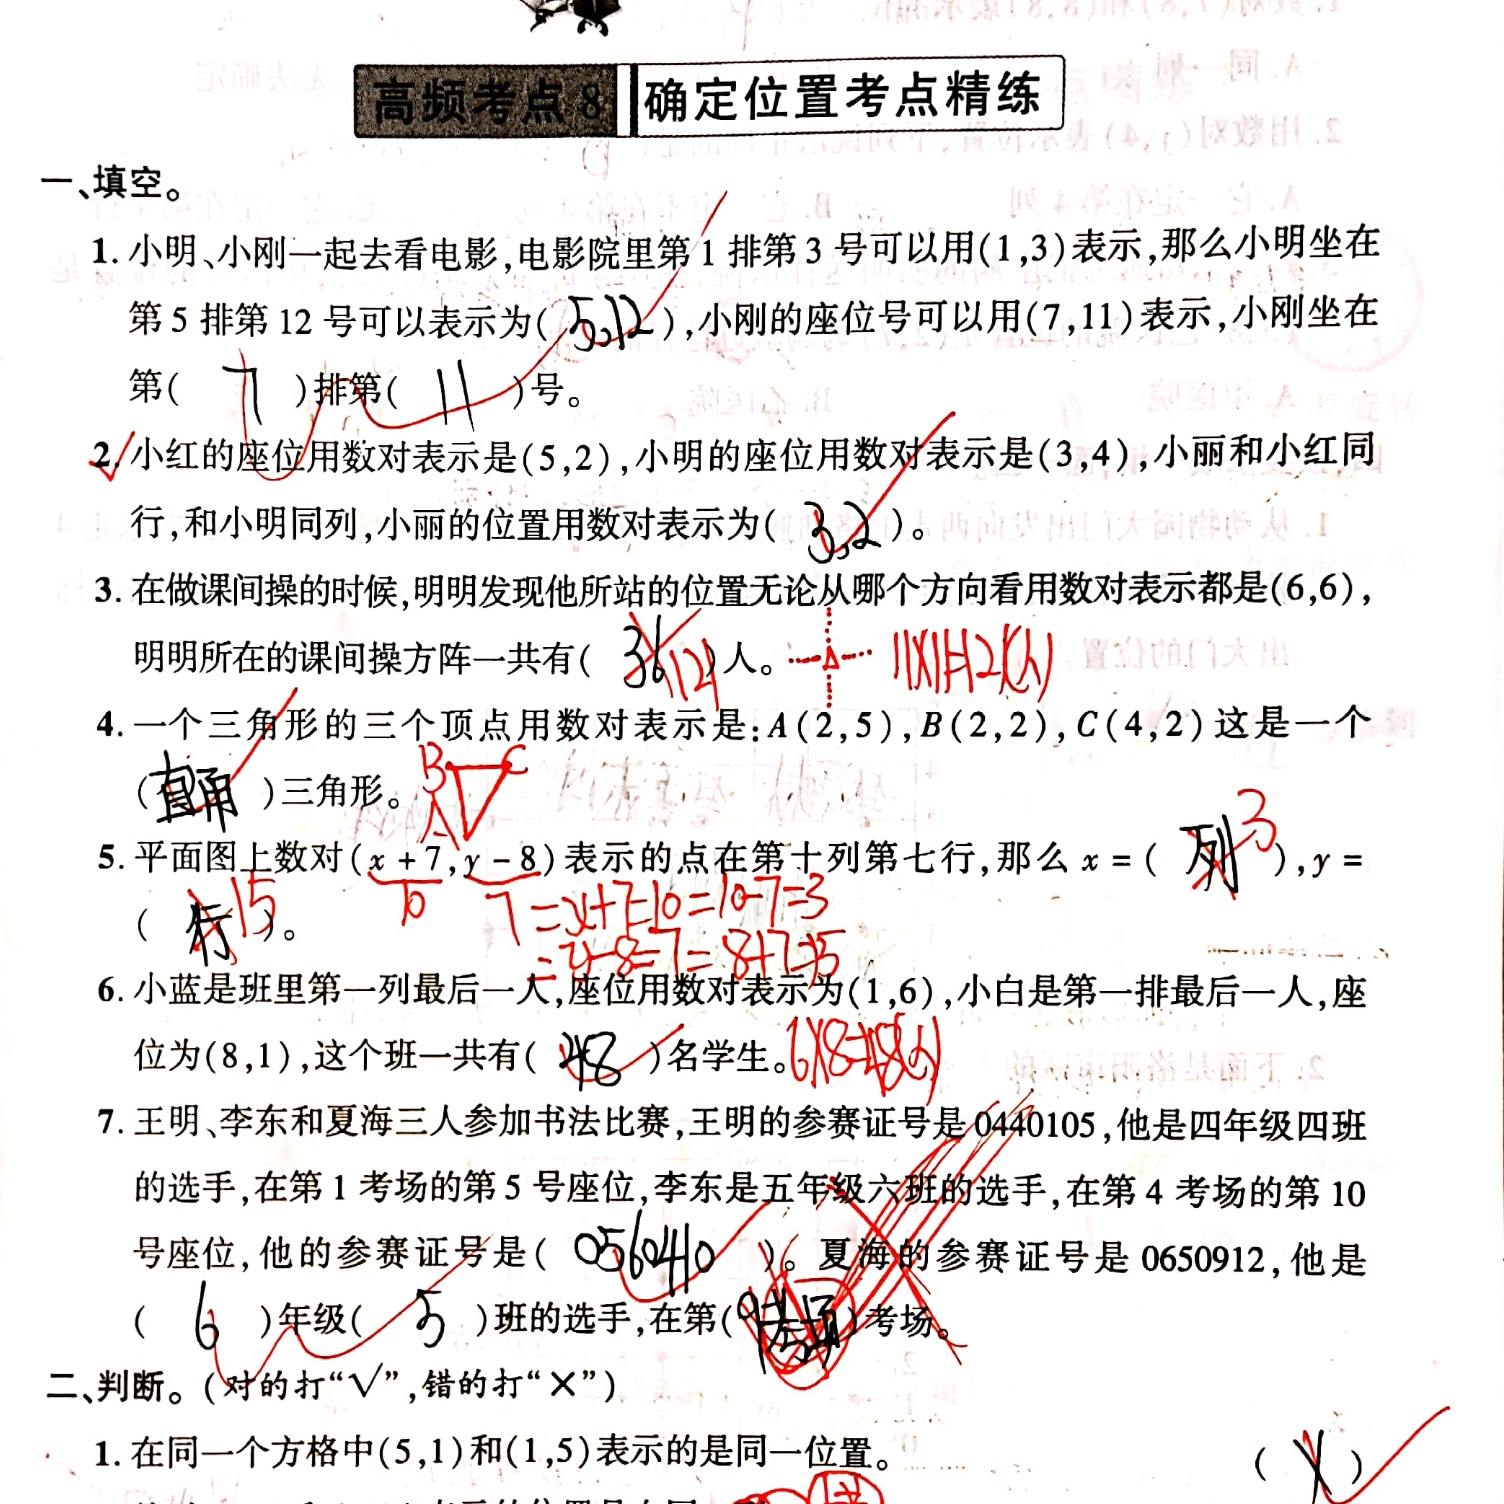 高频考点8 确定位置考点精练
一、填空。
1. 小明、小刚一起去看电影,电影院里第1排第3号可以用(1,3)表示,那么小明坐在
第5排第12号可以表示为( 5,12 ),小刚的座位号可以用(7,11)表示,小刚坐在
第( 7 )排第( 11 )号。
2. 小红的座位用数对表示是(5,2),小明的座位用数对表示是(3,4),小丽和小红同
行,和小明同列,小丽的位置用数对表示为( 3,2 )。
3. 在做课间操的时候,明明发现他所站的位置无论从哪个方向看用数对表示都是(6,6),
明明所在的课间操方阵一共有( 36 121 )人。 11×11=121(人)
4. 一个三角形的三个顶点用数对表示是:A(2,5),B(2,2),C(4,2)这是一个
(直角)三角形。 B C A
5. 平面图上数对(x+7,y-8)表示的点在第十列第七行,那么x=( 列 3 ),y=
( 行 15 )。 10 7 =x+7=10=10-7=3
=y-8=7=8+7=15
6. 小蓝是班里第一列最后一人,座位用数对表示为(1,6),小白是第一排最后一人,座
位为(8,1),这个班一共有( 48 )名学生。 6×8=48(人)
7. 王明、李东和夏海三人参加书法比赛,王明的参赛证号是0440105,他是四年级四班
的选手,在第1考场的第5号座位,李东是五年级六班的选手,在第4考场的第10
号座位,他的参赛证号是( 0560410 )。夏海的参赛证号是0650912,他是
( 6 )年级( 5 )班的选手,在第( 9考场 )考场。
二、判断。(对的打“√”,错的打“×”)
1. 在同一个方格中(5,1)和(1,5)表示的是同一位置。 ( × )